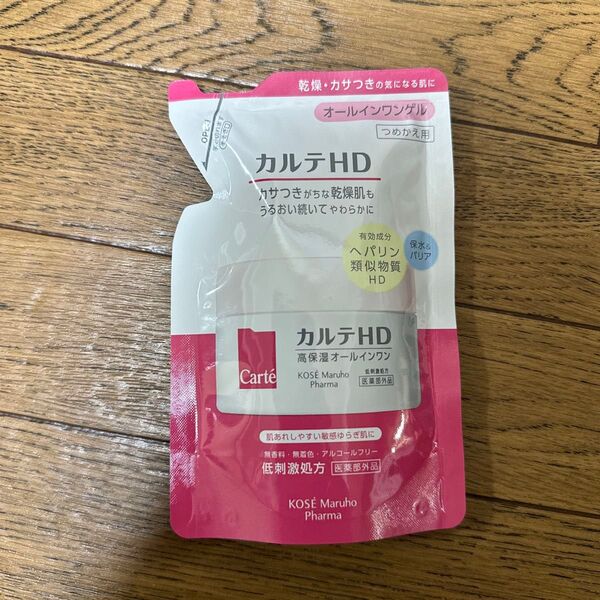 乾燥・カサつきの気になる肌に
オールインワンゲル
つめかえ用
OPEN
カルテHD
カサつきがちな乾燥肌も
うるおい続いてやわらかに
有効成分
ヘパリン
類似物質
HD
保水&
バリア
カルテHD
高保湿オールインワン
Carté
KOSÉ Maruho
Pharma
低刺激処方
医薬部外品
肌あれしやすい敏感ゆらぎ肌に
無香料・無着色・アルコールフリー
低刺激処方 医薬部外品
KOSÉ Maruho
Pharma